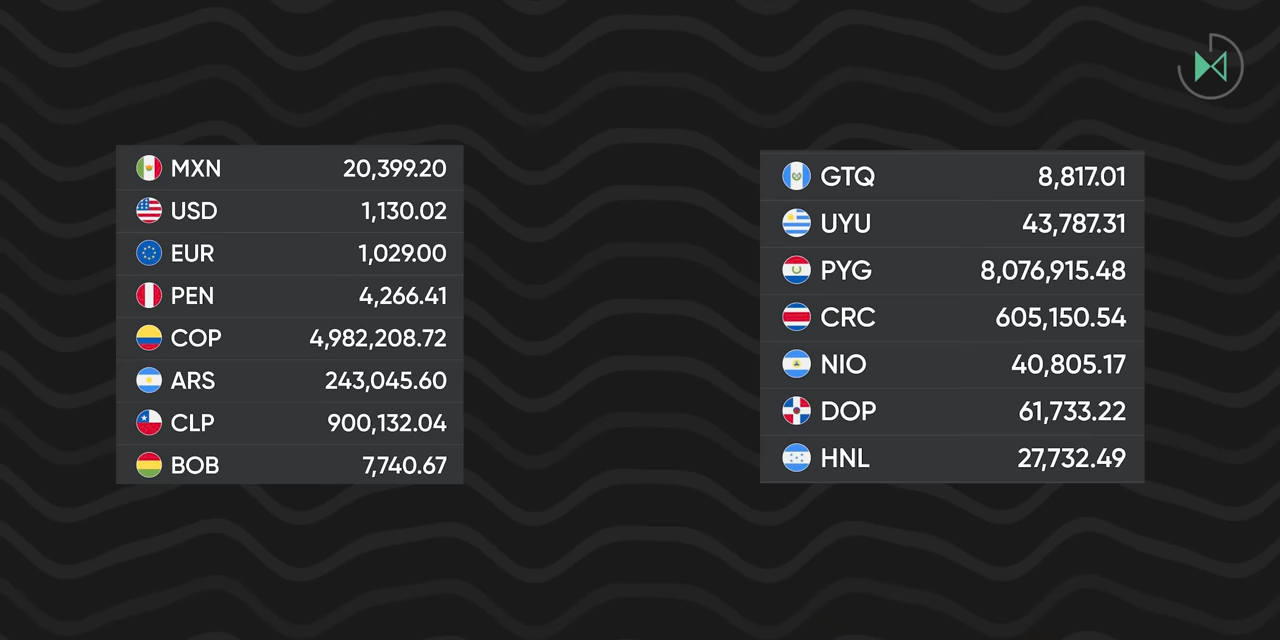 MXN 20,399.20
USD 1,130.02
EUR 1,029.00
PEN 4,266.41
COP 4,982,208.72
ARS 243,045.60
CLP 900,132.04
BOB 7,740.67
GTQ 8,817.01
UYU 43,787.31
PYG 8,076,915.48
CRC 605,150.54
NIO 40,805.17
DOP 61,733.22
HNL 27,732.49